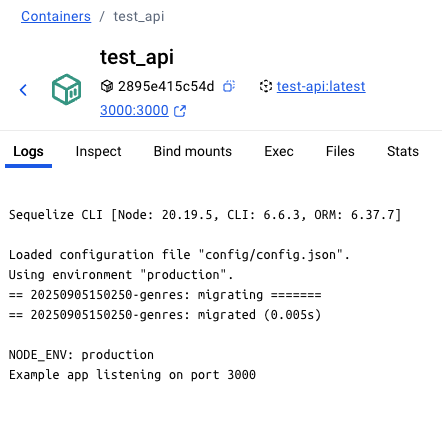 Containers / test_api
test_api
2895e415c54d test-api:latest
3000:3000
Logs Inspect Bind mounts Exec Files Stats
Sequelize CLI [Node: 20.19.5, CLI: 6.6.3, ORM: 6.37.7]
Loaded configuration file "config/config.json".
Using environment "production".
== 20250905150250-genres: migrating =======
== 20250905150250-genres: migrated (0.005s)
NODE_ENV: production
Example app listening on port 3000